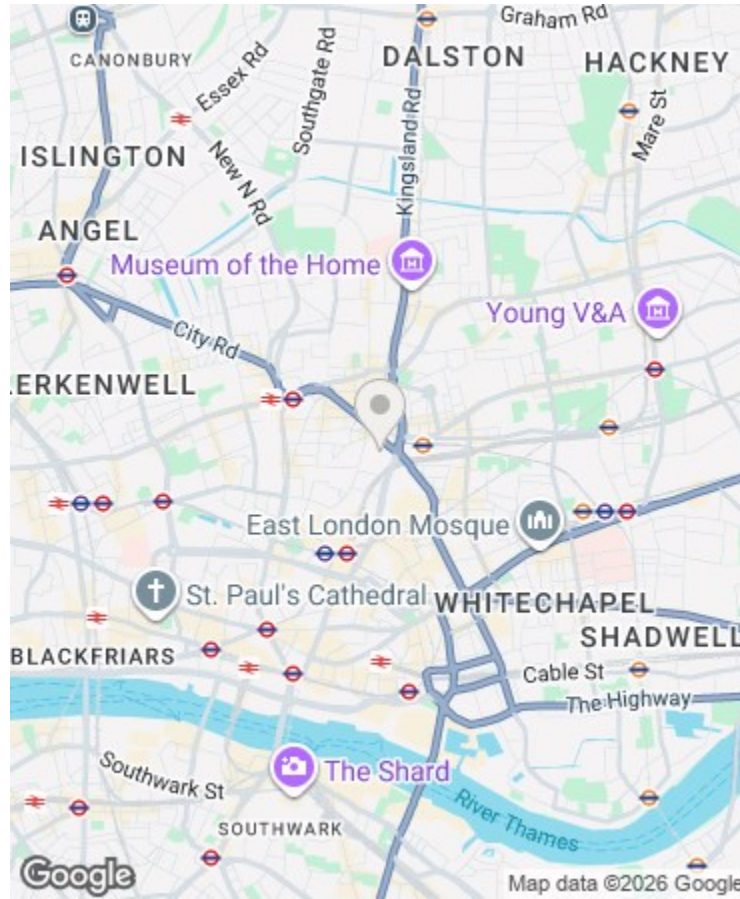 Graham Rd
CANONBURY
DALSTON
HACKNEY
Essex Rd
Southgate Rd
Kingsland Rd
Mare St
ISLINGTON
New N Rd
ANGEL
Museum of the Home
Young V&A
City Rd
LERKENWELL
East London Mosque
St. Paul's Cathedral
WHITECHAPEL
SHADWELL
BLACKFRIARS
Cable St
The Highway
The Shard
Southwark St
River Thames
SOUTHWARK
Google
Map data ©2026 Google